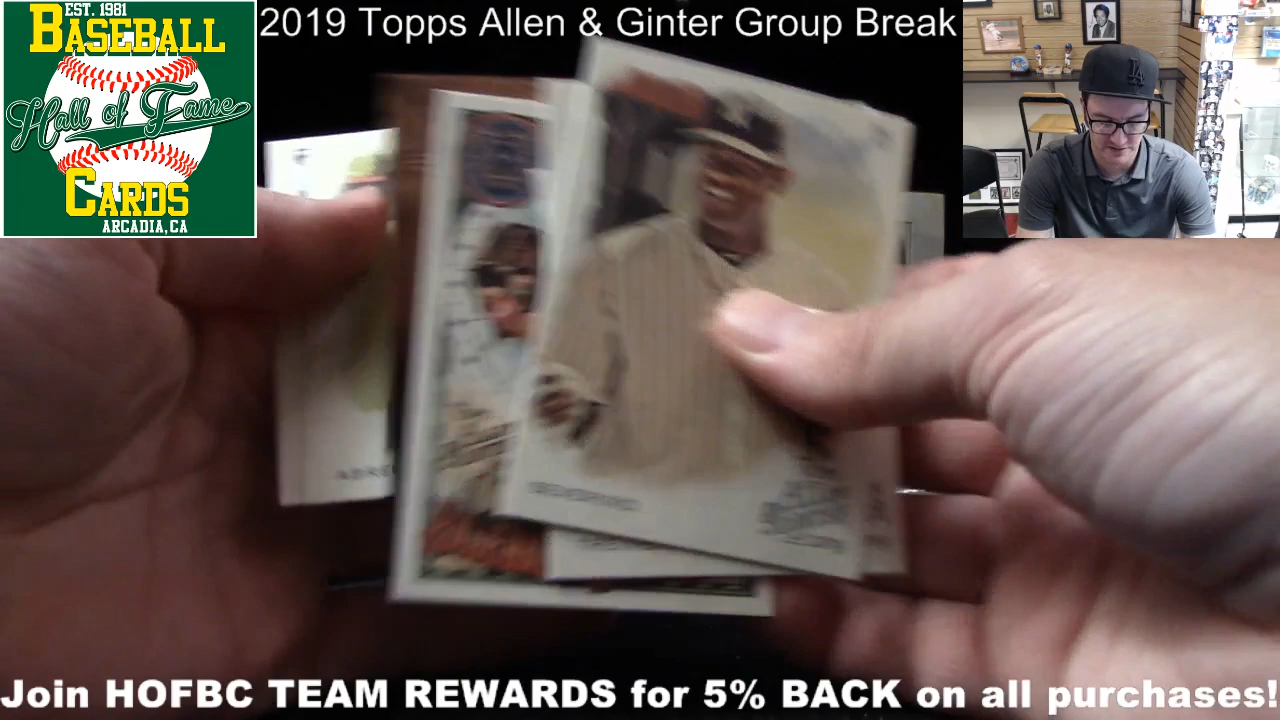 EST. 1981
BASEBALL
Hall of Fame
CARDS
ARCADIA, CA
2019 Topps Allen & Ginter Group Break
Join HOFBC TEAM REWARDS for 5% BACK on all purchases!